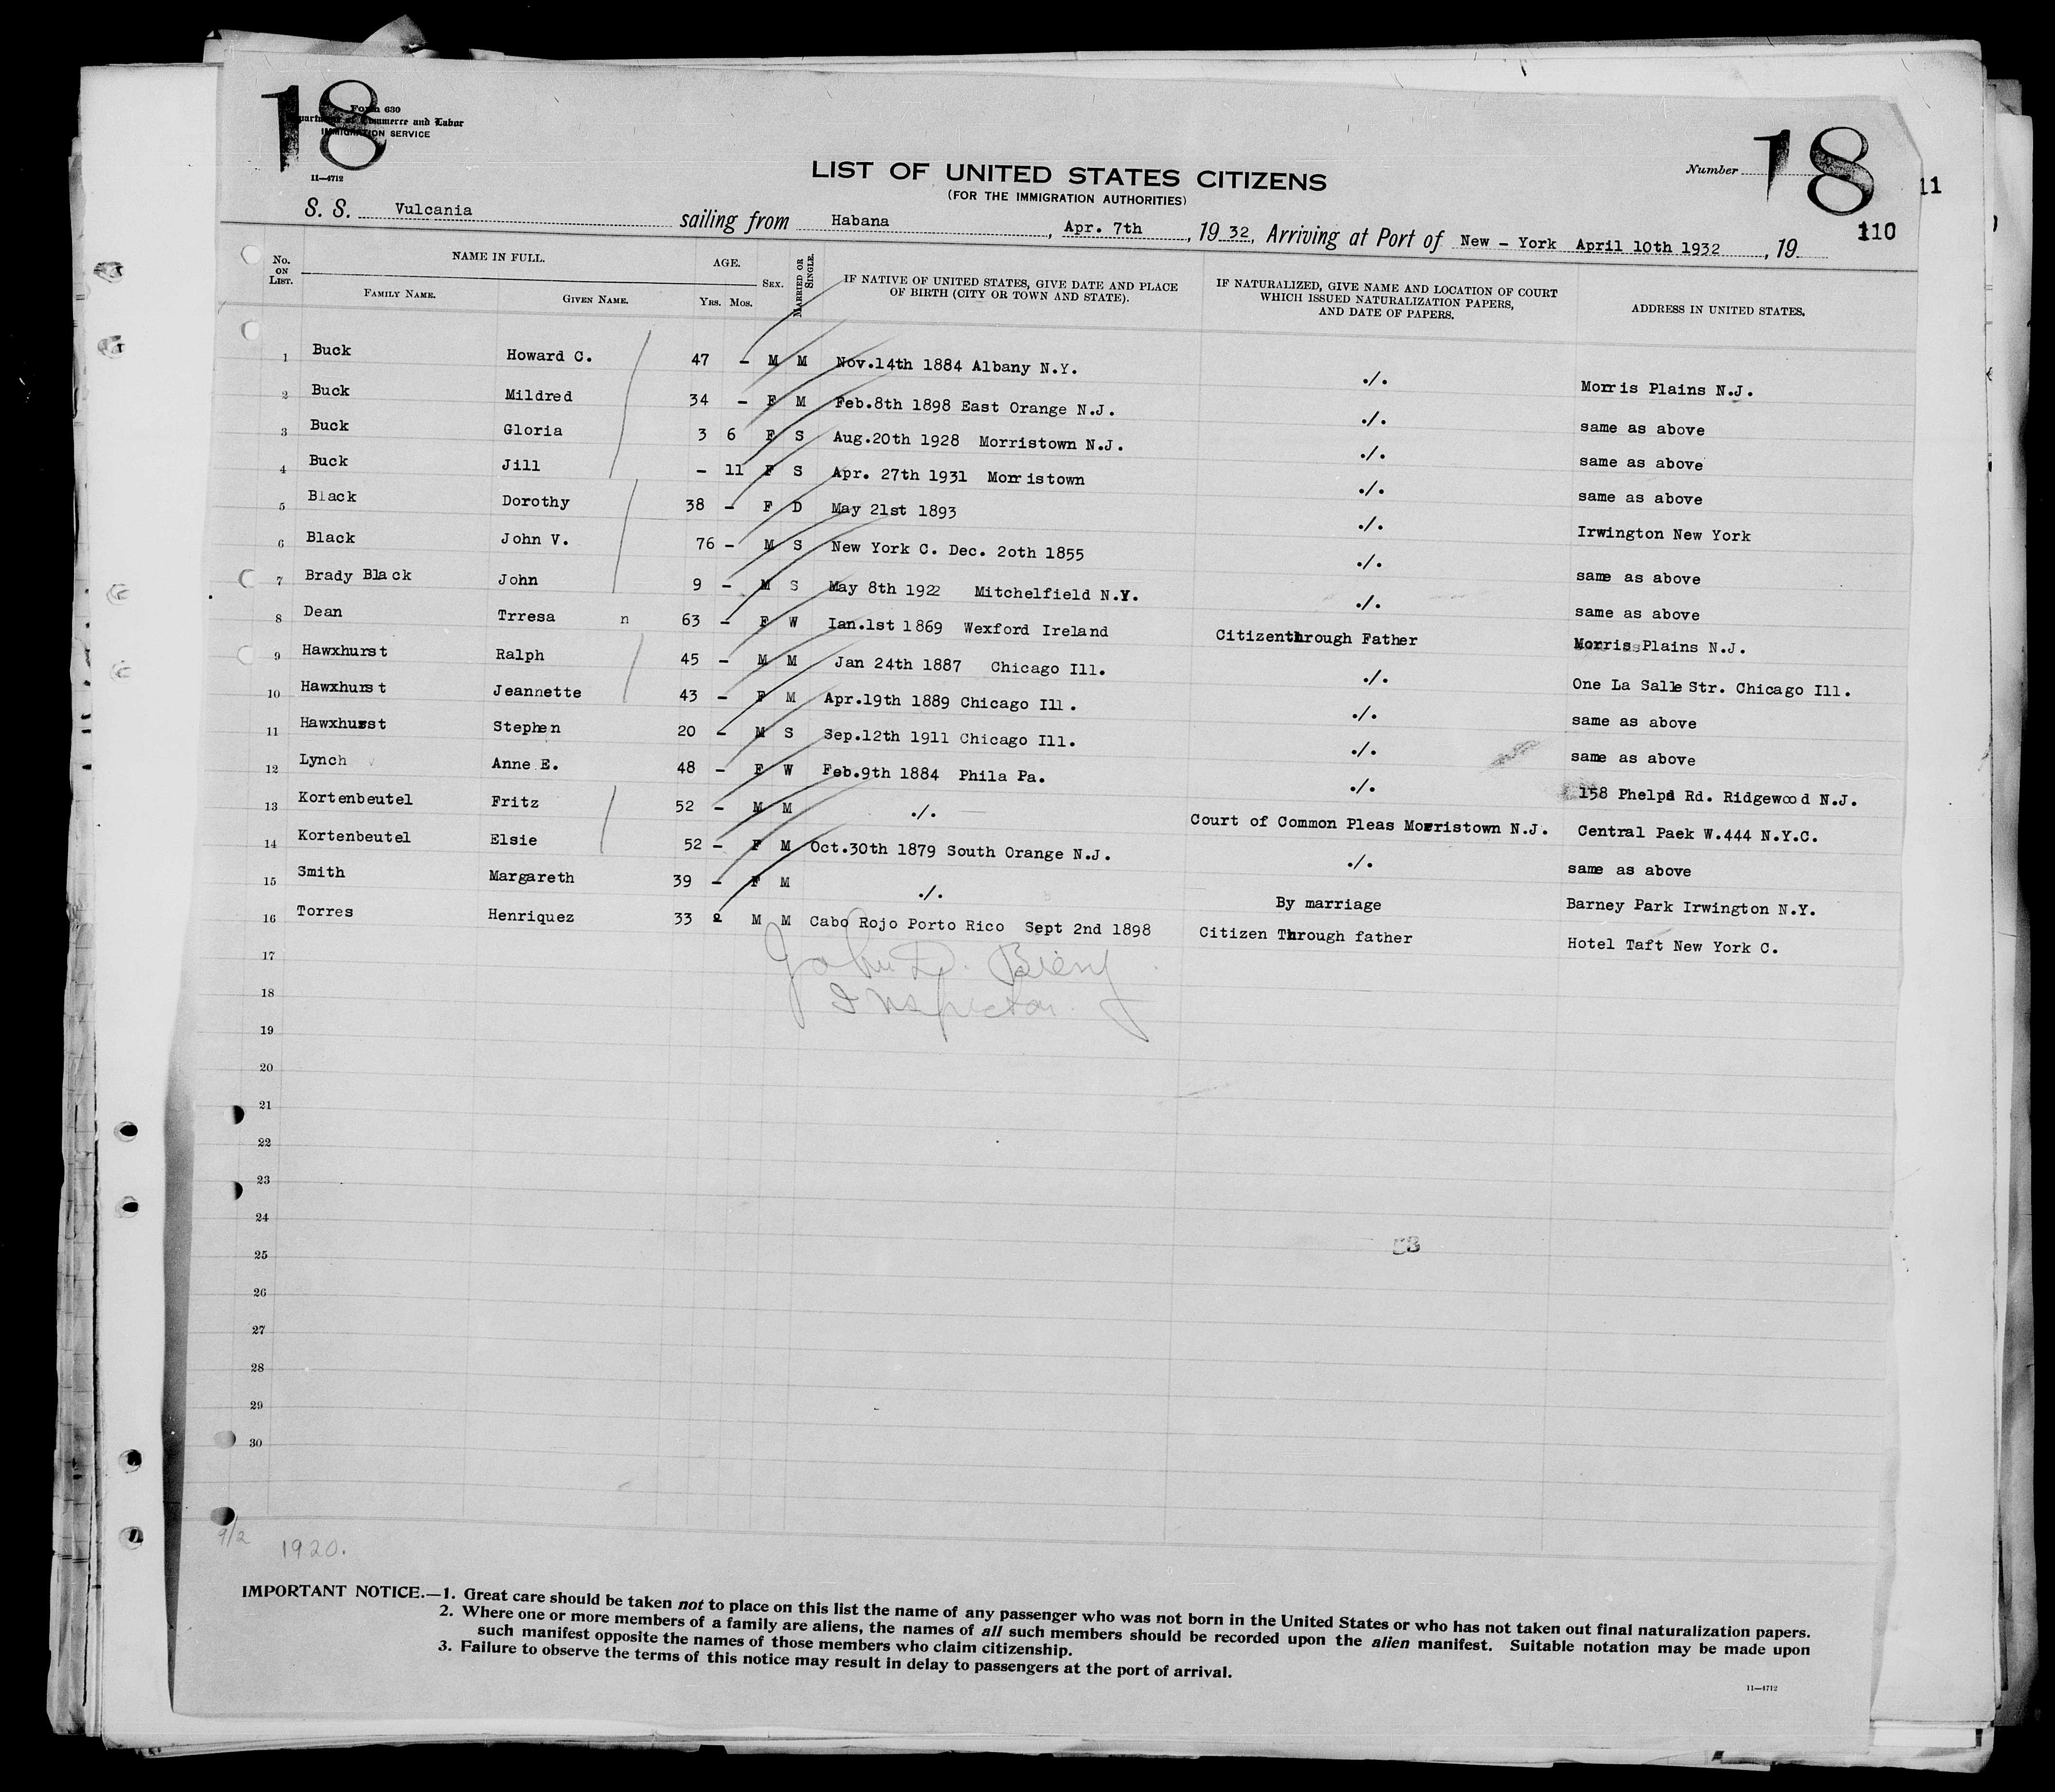 18
Form 630
Department of Commerce and Labor
IMMIGRATION SERVICE
11—4712
LIST OF UNITED STATES CITIZENS
(FOR THE IMMIGRATION AUTHORITIES)
Number 18
11
110
S. S. Vulcania sailing from Habana, Apr. 7th, 19 32, Arriving at Port of New - York April 10th 1932, 19
No. ON LIST. NAME IN FULL. AGE. SEX. MARRIED OR SINGLE. IF NATIVE OF UNITED STATES, GIVE DATE AND PLACE OF BIRTH (CITY OR TOWN AND STATE). IF NATURALIZED, GIVE NAME AND LOCATION OF COURT WHICH ISSUED NATURALIZATION PAPERS, AND DATE OF PAPERS. ADDRESS IN UNITED STATES.
FAMILY NAME. GIVEN NAME. YRS. MOS.
1 Buck Howard C. 47 - M M Nov.14th 1884 Albany N.Y. ./. Morris Plains N.J.
2 Buck Mildred 34 - F M Feb.8th 1898 East Orange N.J. ./. same as above
3 Buck Gloria 3 6 F S Aug.20th 1928 Morristown N.J. ./. same as above
4 Buck Jill - 11 F S Apr. 27th 1931 Morristown ./. same as above
5 Black Dorothy 38 - F D May 21st 1893 ./. Irwington New York
6 Black John V. 76 - M S New York C. Dec. 2oth 1855 ./. same as above
7 Brady Black John 9 - M S May 8th 1922 Mitchelfield N.Y. ./. same as above
8 Dean Trresa n 63 - F W Ian.1st 1869 Wexford Ireland Citizenthrough Father Morris Plains N.J.
9 Hawxhurst Ralph 45 - M M Jan 24th 1887 Chicago Ill. ./. One La Salle Str. Chicago Ill.
10 Hawxhurst Jeannette 43 - F M Apr.19th 1889 Chicago Ill. ./. same as above
11 Hawxhurst Stephen 20 - M S Sep.12th 1911 Chicago Ill. ./. same as above
12 Lynch Anne E. 48 - F W Feb.9th 1884 Phila Pa. ./. 158 Phelps Rd. Ridgewood N.J.
13 Kortenbeutel Fritz 52 - M M ./. Court of Common Pleas Morristown N.J. Central Paek W.444 N.Y.C.
14 Kortenbeutel Elsie 52 - F M Oct.30th 1879 South Orange N.J. ./. same as above
15 Smith Margareth 39 - F M ./. By marriage Barney Park Irwington N.Y.
16 Torres Henriquez 33 M M Cabo Rojo Porto Rico Sept 2nd 1898 Citizen Through father Hotel Taft New York C.
17
John D.
18
Inspector.
19
20
21
22
23
24
25
53
26
27
28
29
30
9/2 1920.
IMPORTANT NOTICE.—1. Great care should be taken not to place on this list the name of any passenger who was not born in the United States or who has not taken out final naturalization papers.
2. Where one or more members of a family are aliens, the names of all such members should be recorded upon the alien manifest. Suitable notation may be made upon
such manifest opposite the names of those members who claim citizenship.
3. Failure to observe the terms of this notice may result in delay to passengers at the port of arrival.
11—4712